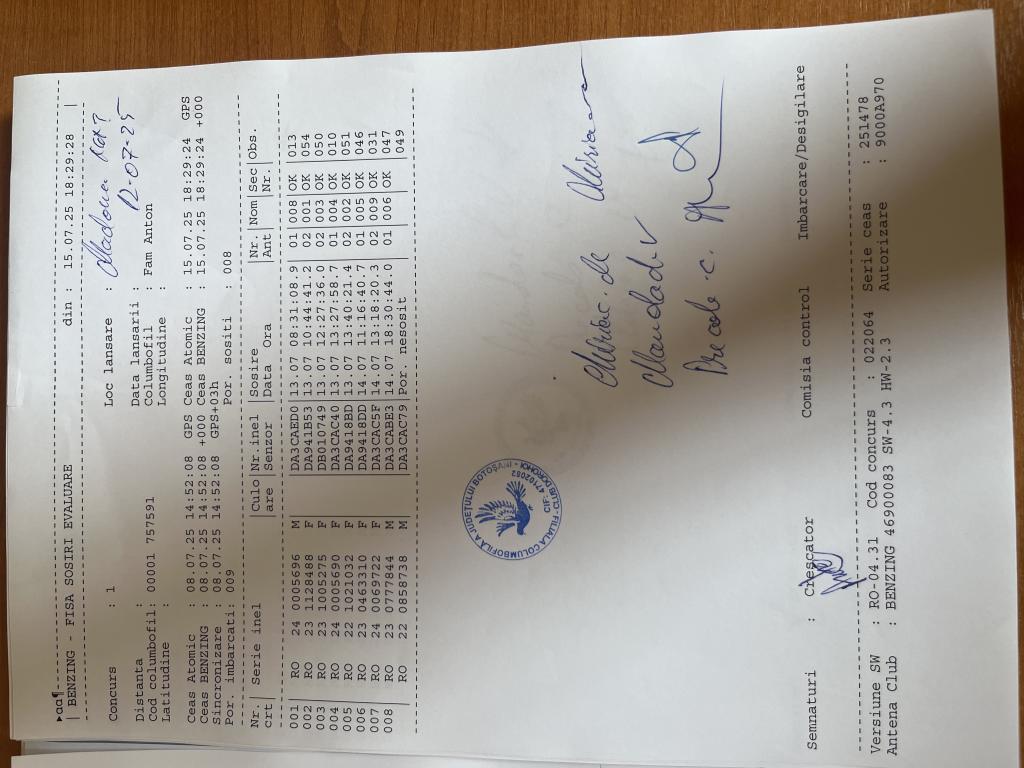 ▸ad¶
| BENZING - FISA SOSIRI EVALUARE din : 15.07.25 18:29:28 |
Concurs : 1 Loc lansare :
Distanta : Data lansarii : 12-07-25
Cod columbofil: 00001 757591 Columbofil : Fam Anton
Latitudine : Longitudine :
Ceas Atomic : 08.07.25 14:52:08 GPS Ceas Atomic : 15.07.25 18:29:24 GPS
Ceas BENZING : 08.07.25 14:52:08 +000 Ceas BENZING : 15.07.25 18:29:24 +000
Sincronizare : 08.07.25 14:52:08 GPS+03h
Por. imbarcati: 009 Por. sositi : 008
Nr.| Serie inel |Culo|Nr.inel |Sosire |Nr. |Nom|Sec|Obs.
crt| |are |Senzor |Data Ora |Ant | |Nr.|
001 | RO 24 0005696 M| |DA3CAED0|13.07 08:31:08.9| 01 008 OK | 013
002 | RO 23 1128488 F| |DA941B53|13.07 10:44:41.2| 02 001 OK | 054
003 | RO 23 1005275 F| |DB010749|13.07 12:27:36.0| 02 003 OK | 050
004 | RO 24 0005690 F| |DA3CAC40|13.07 13:27:58.7| 01 004 OK | 010
005 | RO 22 1021032 F| |DA9418BD|13.07 13:40:21.4| 02 002 OK | 051
006 | RO 23 0463310 F| |DA9418DD|14.07 11:16:40.7| 01 005 OK | 046
007 | RO 24 0069722 F| |DA3CAC5F|14.07 13:18:20.3| 02 009 OK | 031
008 | RO 23 0777844 M| |DA3CABE3|14.07 18:30:44.0| 01 006 OK | 047
| RO 22 0858738 M| |DA3CAC79|Por. nesosit | | 049
FILIALA COLUMBOFILA A JUDEŢULUI BOTOŞANI - CLUB DOROHOI
CIF: 47102052
Semnaturi : Crescator Comisia control Imbarcare/Desigilare
Versiune SW : RO-04.31 Cod concurs : 022064 Serie ceas : 251478
Antena Club : BENZING 46900083 SW-4.3 HW-2.3 Autorizare : 9000A970